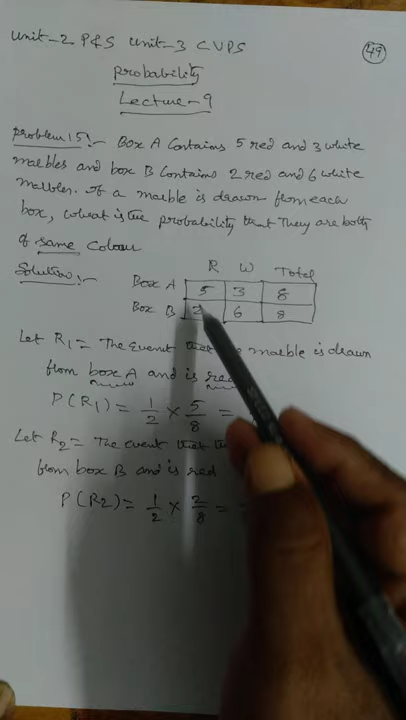 Unit-2 P&S Unit-3 CVPS
49
Probability
Lecture-9
Problem 15:- Box A contains 5 red and 3 white
marbles and box B contains 2 red and 6 white
marbles. If a marble is drawn from each
box, what is the probability that they are both
of same colour
Solution:-
R W Total
Box A 5 3 8
Box B 2 6 8
Let R1 = The event that marble is drawn
from box A and is red
P(R1) = 1/2 × 5/8 =
Let R2 = The event that
from box B and is red
P(R2) = 1/2 × 2/8 =